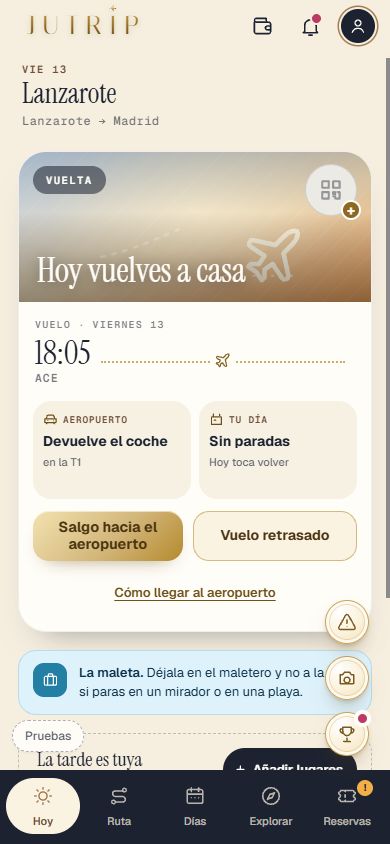 JUTRIP
VIE 13
Lanzarote
Lanzarote → Madrid
VUELTA
+
Hoy vuelves a casa
VUELO · VIERNES 13
18:05
ACE
AEROPUERTO
Devuelve el coche
en la T1
TU DÍA
Sin paradas
Hoy toca volver
Salgo hacia el
aeropuerto
Vuelo retrasado
Cómo llegar al aeropuerto
La maleta. Déjala en el maletero y no a la
si paras en un mirador o en una playa.
Pruebas
La tarde es tuya
+ Añadir lugares
Hoy
Ruta
Días
Explorar
!
Reservas